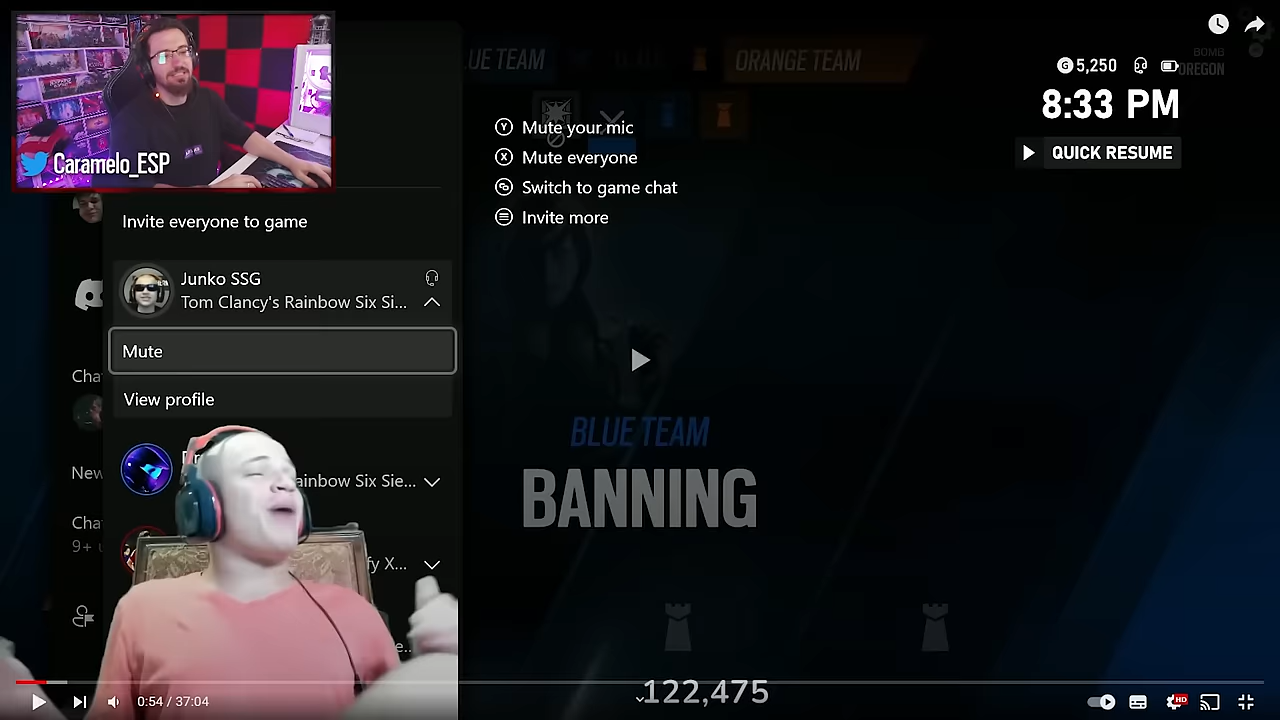 Caramelo_ESP
BLUE TEAM
ORANGE TEAM
BOMB
OREGON
5,250
8:33 PM
QUICK RESUME
Mute your mic
Mute everyone
Switch to game chat
Invite more
Invite everyone to game
Junko SSG
Tom Clancy's Rainbow Six Si...
Mute
View profile
Cha
New
ainbow Six Sie...
Cha
9+
fy X...
e..
BLUE TEAM
BANNING
122,475
0:54 / 37:04
HD